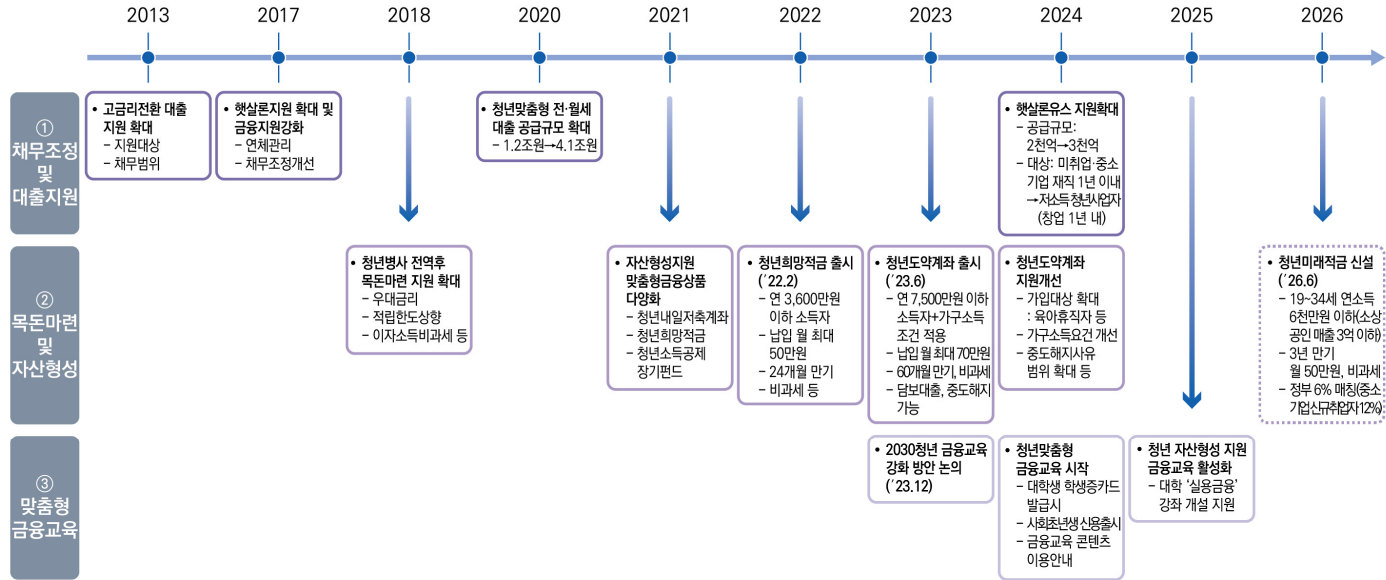 2013
2017
2018
2020
2021
2022
2023
2024
2025
2026
①
채무조정
및
대출지원
• 고금리전환 대출
지원 확대
– 지원대상
– 채무범위
• 햇살론지원 확대 및
금융지원강화
– 연체관리
– 채무조정개선
• 청년맞춤형 전·월세
대출 공급규모 확대
– 1.2조원→4.1조원
• 햇살론유스 지원확대
– 공급규모:
2천억→3천억
– 대상: 미취업·중소
기업 재직 1년 이내
→저소득 청년사업자
(창업 1년 내)
②
목돈마련
및
자산형성
• 청년병사 전역후
목돈마련 지원 확대
– 우대금리
– 적립한도상향
– 이자소득비과세 등
• 자산형성지원
맞춤형금융상품
다양화
– 청년내일저축계좌
– 청년희망적금
– 청년소득공제
장기펀드
• 청년희망적금 출시
(′22.2)
– 연 3,600만원
이하 소득자
– 납입 월 최대
50만원
– 24개월 만기
– 비과세 등
• 청년도약계좌 출시
(′23.6)
– 연 7,500만원 이하
소득자+가구소득
조건 적용
– 납입 월 최대 70만원
– 60개월 만기, 비과세
– 담보대출, 중도해지
가능
• 청년도약계좌
지원개선
– 가입대상 확대
: 육아휴직자 등
– 가구소득요건 개선
– 중도해지사유
범위 확대 등
• 청년미래적금 신설
(′26.6)
– 19~34세 연소득
6천만원 이하(소상
공인 매출 3억 이하)
– 3년 만기
월 50만원, 비과세
– 정부 6% 매칭(중소
기업신규취업자 12%)
③
맞춤형
금융교육
• 2030청년 금융교육
강화 방안 논의
(′23.12)
• 청년맞춤형
금융교육 시작
– 대학생 학생증카드
발급시
– 사회초년생 신용출시
– 금융교육 콘텐츠
이용안내
• 청년 자산형성 지원
금융교육 활성화
– 대학 ‘실용금융’
강좌 개설 지원